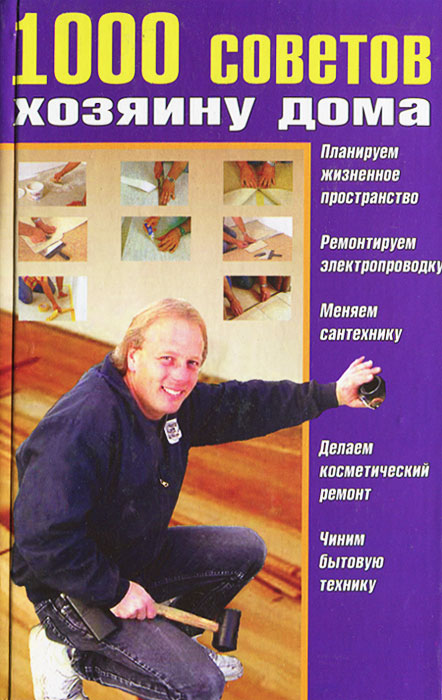 1000 советов
хозяину дома
Планируем
жизненное
пространство
Ремонтируем
электропроводку
Меняем
сантехнику
Делаем
косметический
ремонт
Чиним
бытовую
технику